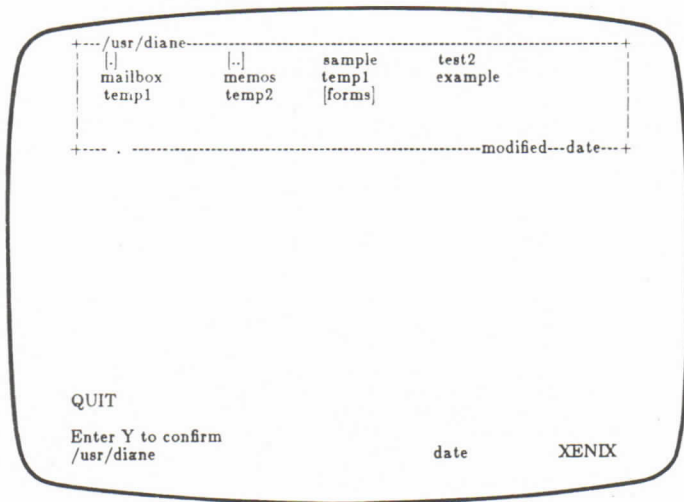 +---/usr/diane---+
[.] [..] sample test2
mailbox memos temp1 example
temp1 temp2 [forms]
+---- . ----modified---date---+
QUIT
Enter Y to confirm
/usr/diane date XENIX